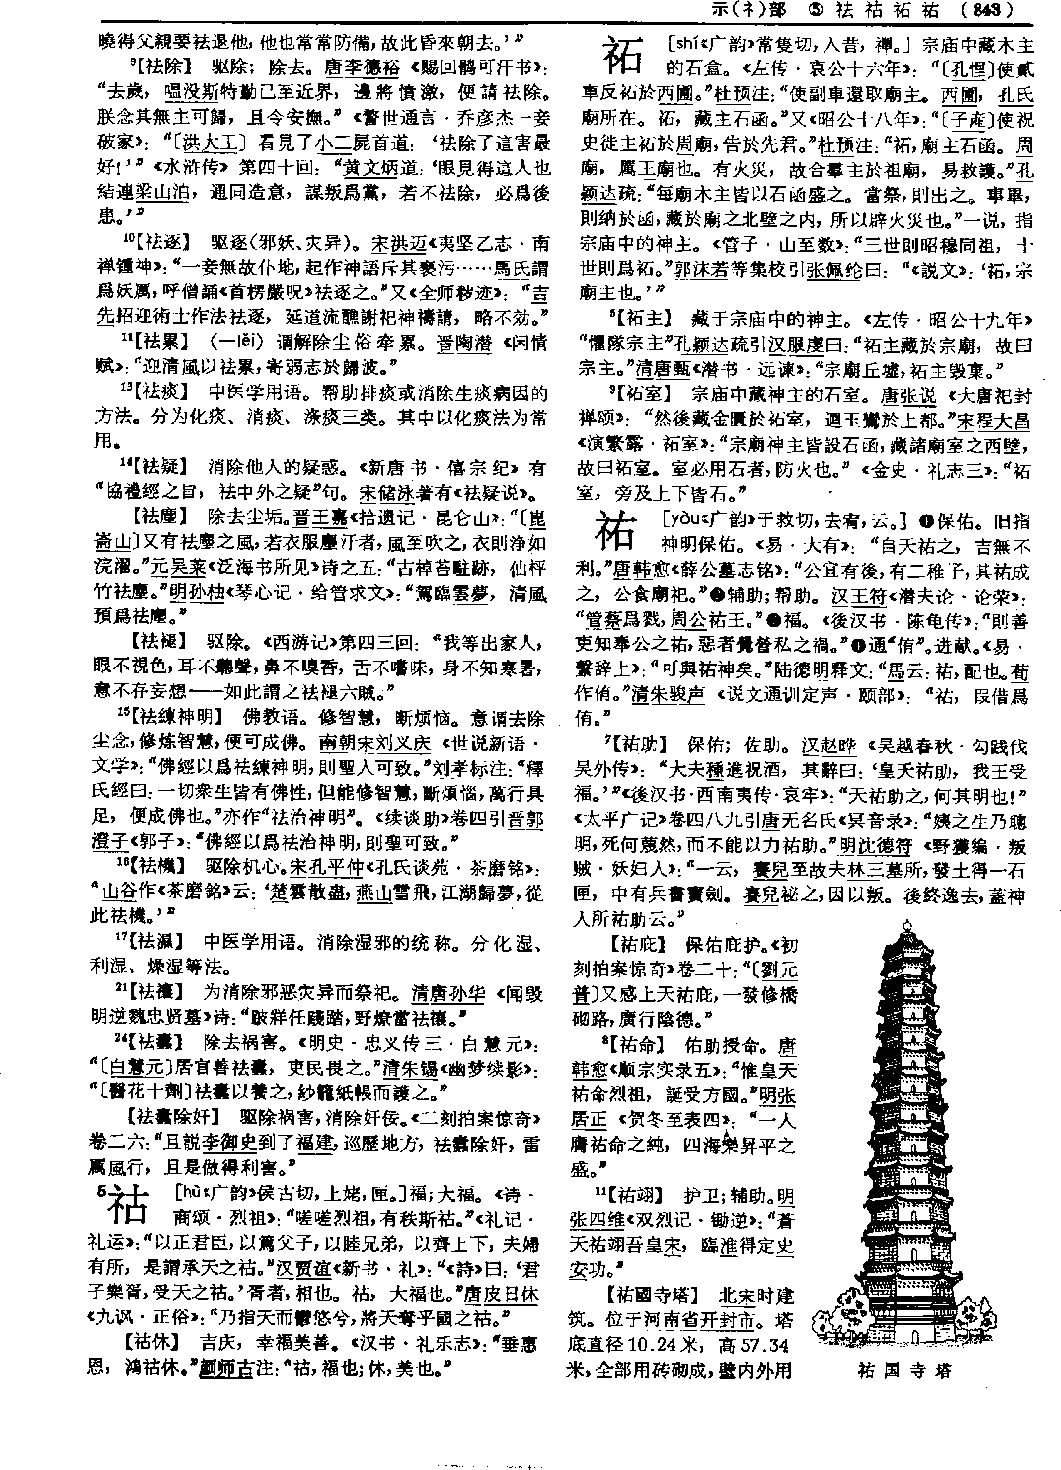 示(礻)部 ⑤ 祛 祜 祏 祐 (843)
曉得父親要祛退他，他也常常防備，故此昏來朝去。’”
⁹【祛除】 驱除；除去。唐李德裕《赐回鹘可汗书》：
“去歲，嗢没斯特勤已至近界，邊將憤激，便請祛除。
朕念其無主可歸，且令安撫。”《警世通言·乔彦杰一妾
破家》：“〔洪大工〕看見了小二屍首道：‘祛除了這害最
好！’”《水浒传》第四十回：“黄文炳道：‘眼見得這人也
結連梁山泊，通同造意，謀叛爲黨，若不祛除，必爲後
患。’”
¹⁰【祛逐】 驱逐(邪妖、灾异)。宋洪迈《夷坚乙志·南
禅锺神》：“一妾無故仆地，起作神語斥其褻污……馬氏謂
爲妖厲，呼僧誦《首楞嚴呪》祛逐之。”又《全师秽迹》：“吉
先招迎術士作法祛逐，延道流醮謝祀神禱請，略不効。”
¹¹【祛累】 (—lěi) 谓解除尘俗牵累。晋陶潜《闲情
赋》：“迎清風以祛累，寄弱志於歸波。”
¹³【祛痰】 中医学用语。帮助排痰或消除生痰病因的
方法。分为化痰、消痰、涤痰三类。其中以化痰法为常
用。
¹⁴【祛疑】 消除他人的疑惑。《新唐书·僖宗纪》有
“協禮經之旨，祛中外之疑”句。宋储泳著有《祛疑说》。
【祛塵】 除去尘垢。晋王嘉《拾遗记·昆仑山》：“〔崑
崙山〕又有祛塵之風，若衣服塵汙者，風至吹之，衣則浄如
浣濯。”元吴莱《泛海书所见》诗之五：“古棹苔黏跡，仙枰
竹祛塵。”明孙柚《琴心记·给管求文》：“駕臨雲夢，清風
預爲祛塵。”
【祛褪】 驱除。《西游记》第四三回：“我等出家人，
眼不視色，耳不聽聲，鼻不嗅香，舌不嘗味，身不知寒暑，
意不存妄想——如此謂之祛褪六賊。”
¹⁵【祛練神明】 佛教语。修智慧，断烦恼。意谓去除
尘念，修炼智慧，便可成佛。南朝宋刘义庆《世说新语·
文学》：“佛經以爲祛練神明，則聖人可致。”刘孝标注：“釋
氏經曰：一切衆生皆有佛性，但能修智慧，斷煩惱，萬行具
足，便成佛也。”亦作“祛治神明”。《续谈助》卷四引晋郭
澄子《郭子》：“佛經以爲祛治神明，則聖可致。”
¹⁶【祛機】 驱除机心。宋孔平仲《孔氏谈苑·茶磨铭》：
“山谷作《茶磨銘》云：‘楚雲散盡，燕山雪飛，江湖歸夢，從
此祛機。’”
¹⁷【祛濕】 中医学用语。消除湿邪的统称。分化湿、
利湿、燥湿等法。
²¹【祛禳】 为消除邪恶灾异而祭祀。清唐孙华《闻毁
明逆魏忠贤墓》诗：“跛牂任踐踏，野燎當祛禳。”
²⁴【祛蠹】 除去祸害。《明史·忠义传三·白慧元》：
“〔白慧元〕居官善祛蠹，吏民畏之。”清朱锡《幽梦续影》：
“〔醫花十劑〕祛蠹以養之，紗籠紙帳而護之。”
【祛蠹除奸】 驱除祸害，消除奸佞。《二刻拍案惊奇》
卷二六：“且説李御史到了福建，巡歷地方，祛蠹除奸，雷
厲風行，且是做得利害。”
⁵祜 [hù《广韵》侯古切，上姥，匣。]福；大福。《诗·
商颂·烈祖》：“嗟嗟烈祖，有秩斯祜。”《礼记·
礼运》：“以正君臣，以篤父子，以睦兄弟，以齊上下，夫婦
有所，是謂承天之祜。”汉贾谊《新书·礼》：“《詩》曰：‘君
子樂胥，受天之祜。’胥者，相也。祜，大福也。”唐皮日休
《九讽·正俗》：“乃指天而鬱悠兮，將天奪乎國之祜。”
【祜休】 吉庆，幸福美善。《汉书·礼乐志》：“垂惠
恩，鴻祜休。”颜师古注：“祜，福也；休，美也。”
祏 [shí《广韵》常隻切，入昔，禪。] 宗庙中藏木主
的石盒。《左传·哀公十六年》：“〔孔悝〕使貳
車反祏於西圃。”杜预注：“使副車還取廟主。西圃，孔氏
廟所在。祏，藏主石函。”又《昭公十八年》：“〔子產〕使祝
史徙主祏於周廟，告於先君。”杜预注：“祏，廟主石函。周
廟，厲王廟也。有火災，故合羣主於祖廟，易救護。”孔
颖达疏：“每廟木主皆以石函盛之。當祭，則出之。事畢，
則納於函，藏於廟之北壁之内，所以辟火災也。”一说，指
宗庙中的神主。《管子·山至数》：“三世則昭穆同祖，十
世則爲祏。”郭沫若等集校引张佩纶曰：“《説文》：‘祏，宗
廟主也。’”
⁵【祏主】 藏于宗庙中的神主。《左传·昭公十九年》
“懼隊宗主”孔颖达疏引汉服虔曰：“祏主藏於宗廟，故曰
宗主。”清唐甄《潜书·远谏》：“宗廟丘墟，祏主毁棄。”
⁹【祏室】 宗庙中藏神主的石室。唐张说《大唐祀封
禅颂》：“然後藏金匱於祏室，迴玉鑾於上都。”宋程大昌
《演繁露·祏室》：“宗廟神主皆設石函，藏諸廟室之西壁，
故曰祏室。室必用石者，防火也。”《金史·礼志三》：“祏
室，旁及上下皆石。”
祐 [yòu《广韵》于救切，去宥，云。] ❶保佑。旧指
神明保佑。《易·大有》：“自天祐之，吉無不
利。”唐韩愈《薛公墓志铭》：“公宜有後，有二稚子，其祐成
之，公食廟祀。”❷辅助；帮助。汉王符《潜夫论·论荣》：
“管蔡爲戮，周公祐王。”❸福。《後汉书·陈龟传》：“則善
吏知奉公之祐，惡者覺營私之禍。”❹通“侑”。进献。《易·
繫辞上》：“可與祐神矣。”陆德明释文：“馬云：祐，配也。荀
作侑。”清朱骏声《说文通训定声·颐部》：“祐，叚借爲
侑。”
⁷【祐助】 保佑；佐助。汉赵晔《吴越春秋·勾践伐
吴外传》：“大夫種進祝酒，其辭曰：‘皇天祐助，我王受
福。’”《後汉书·西南夷传·哀牢》：“天祐助之，何其明也！”
《太平广记》卷四八九引唐无名氏《冥音录》：“姨之生乃聰
明，死何蔑然，而不能以力祐助。”明沈德符《野獲编·叛
贼·妖妇人》：“一云，賽兒至故夫林三墓所，發土得一石
匣，中有兵書寶劍。賽兒祕之，因以叛。後終逸去，蓋神
人所祐助云。”
【祐庇】 保佑庇护。《初
刻拍案惊奇》卷二十：“〔劉元
普〕又感上天祐庇，一發修橋
砌路，廣行陰德。”
⁸【祐命】 佑助授命。唐
韩愈《顺宗实录五》：“惟皇天
祐命烈祖，誕受方國。”明张
居正《贺冬至表四》：“一人
膺祐命之純，四海樂昇平之
盛。”
¹¹【祐翊】 护卫；辅助。明
张四维《双烈记·锄逆》：“蒼
天祐翊吾皇宋，臨淮得定史
安功。”
【祐國寺塔】 北宋时建
筑。位于河南省开封市。塔
底直径10.24米，高57.34
米，全部用砖砌成，壁内外用
祐国寺塔